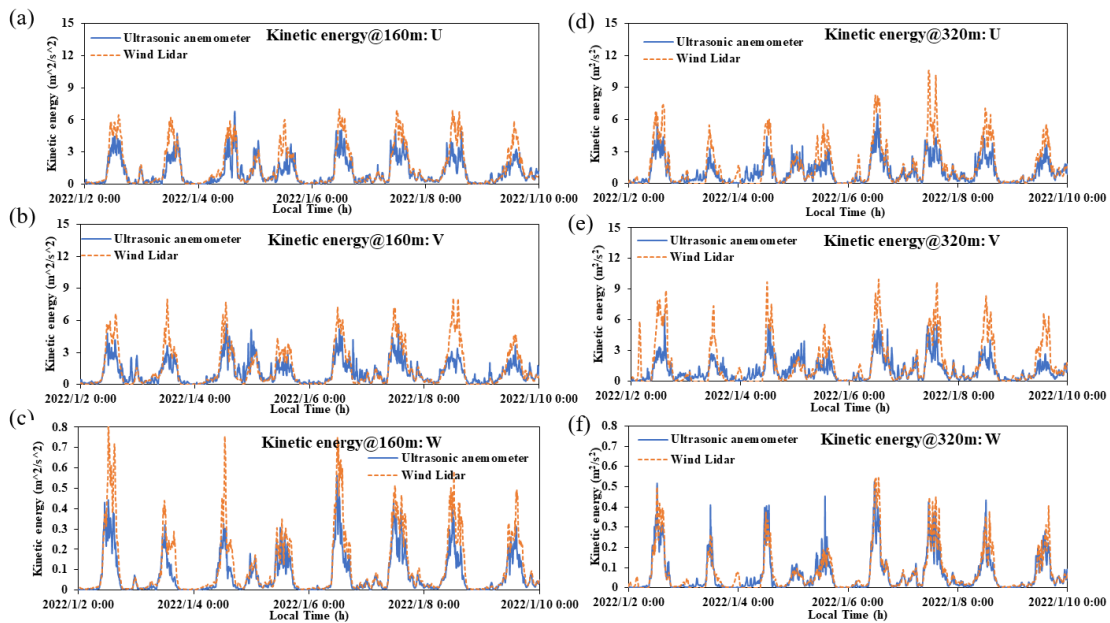 (a)
Kinetic energy@160m: U
Ultrasonic anemometer
Wind Lidar
Kinetic energy (m^2/s^2)
15
12
9
6
3
0
2022/1/2 0:00 2022/1/4 0:00 2022/1/6 0:00 2022/1/8 0:00 2022/1/10 0:00
Local Time (h)
(b)
Kinetic energy@160m: V
Ultrasonic anemometer
Wind Lidar
Kinetic energy (m^2/s^2)
15
12
9
6
3
0
2022/1/2 0:00 2022/1/4 0:00 2022/1/6 0:00 2022/1/8 0:00 2022/1/10 0:00
Local Time (h)
(c)
Kinetic energy@160m: W
Ultrasonic anemometer
Wind Lidar
Kinetic energy (m^2/s^2)
0.8
0.7
0.6
0.5
0.4
0.3
0.2
0.1
0
2022/1/2 0:00 2022/1/4 0:00 2022/1/6 0:00 2022/1/8 0:00 2022/1/10 0:00
Local Time (h)
(d)
Kinetic energy@320m: U
Ultrasonic anemometer
Wind Lidar
Kinetic energy (m²/s²)
15
12
9
6
3
0
2022/1/2 0:00 2022/1/4 0:00 2022/1/6 0:00 2022/1/8 0:00 2022/1/10 0:00
Local Time (h)
(e)
Kinetic energy@320m: V
Ultrasonic anemometer
Wind Lidar
Kinetic energy (m²/s²)
15
12
9
6
3
0
2022/1/2 0:00 2022/1/4 0:00 2022/1/6 0:00 2022/1/8 0:00 2022/1/10 0:00
Local Time (h)
(f)
Kinetic energy@320m: W
Ultrasonic anemometer
Wind Lidar
Kinetic energy (m²/s²)
0.8
0.7
0.6
0.5
0.4
0.3
0.2
0.1
0
2022/1/2 0:00 2022/1/4 0:00 2022/1/6 0:00 2022/1/8 0:00 2022/1/10 0:00
Local Time (h)